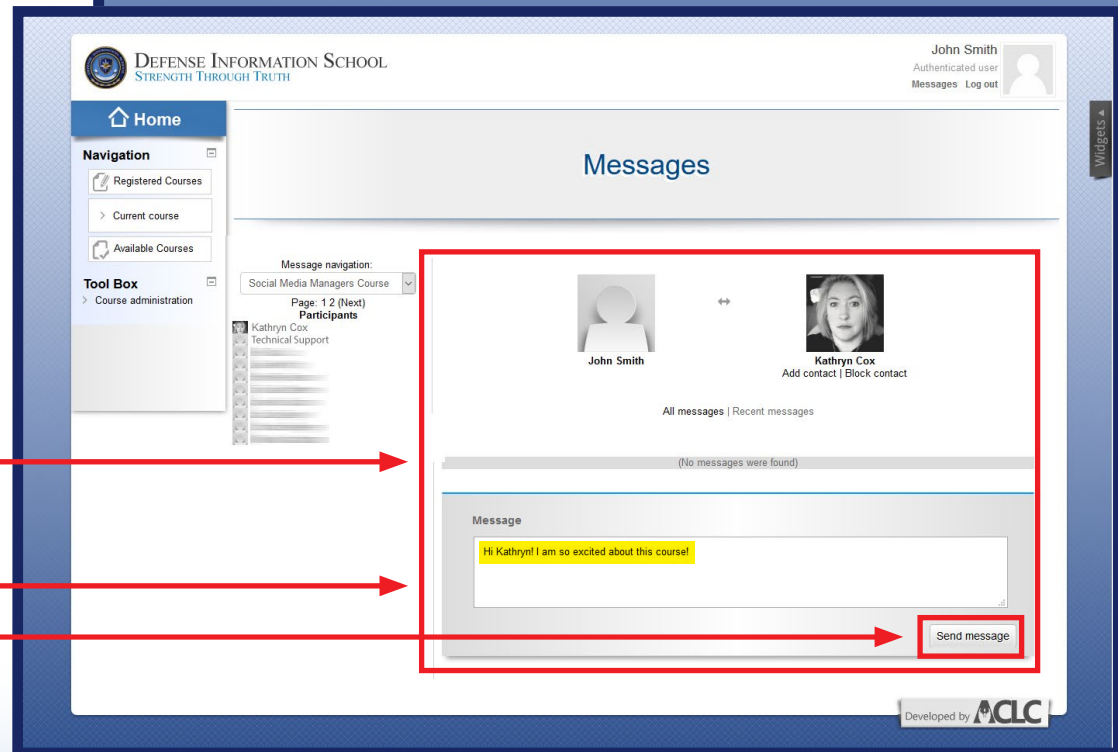 DEFENSE INFORMATION SCHOOL
STRENGTH THROUGH TRUTH
John Smith
Authenticated user
Messages Log out
Widgets
Home
Navigation
Registered Courses
> Current course
Available Courses
Tool Box
> Course administration
Messages
Message navigation:
Social Media Managers Course
Page: 1 2 (Next)
Participants
Kathryn Cox
Technical Support
John Smith
↔
Kathryn Cox
Add contact | Block contact
All messages | Recent messages
(No messages were found)
Message
Hi Kathryn! I am so excited about this course!
Send message
Developed by ACLC